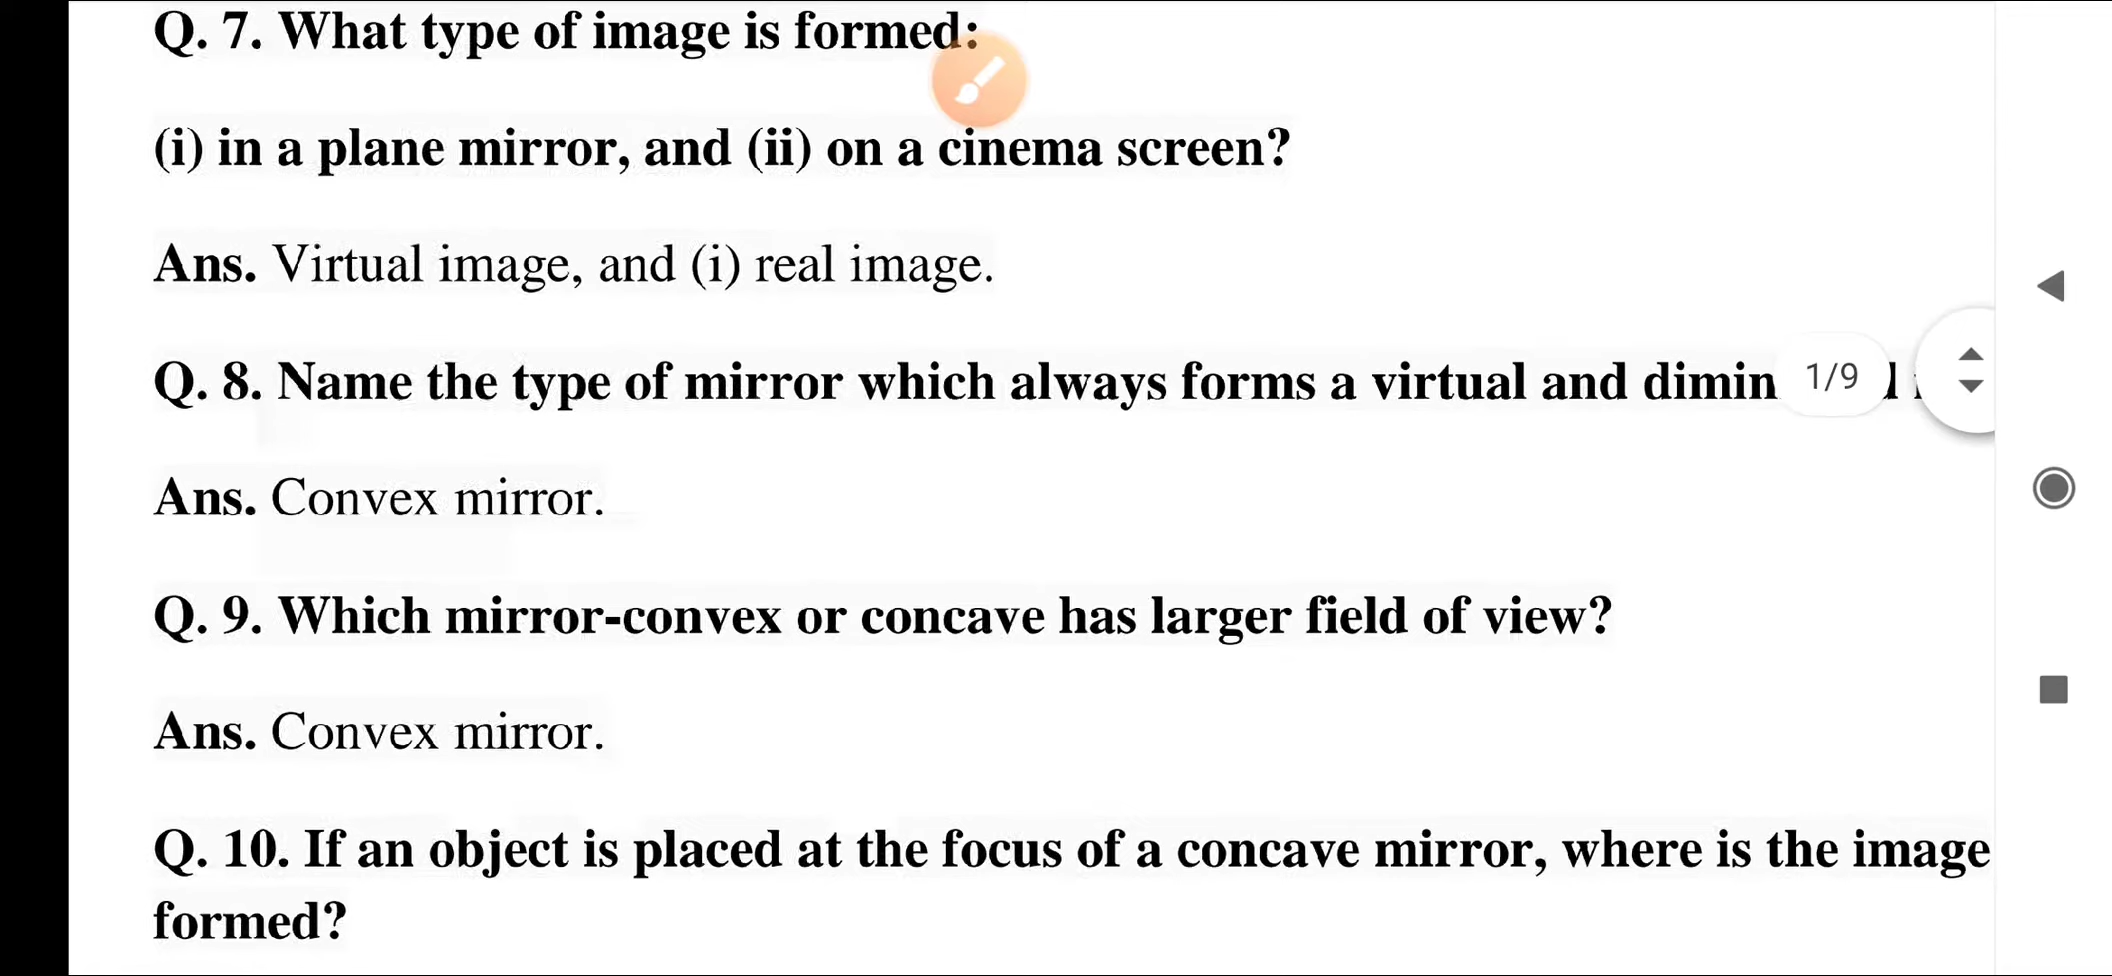 Q. 7. What type of image is formed:
(i) in a plane mirror, and (ii) on a cinema screen?
Ans. Virtual image, and (i) real image.
Q. 8. Name the type of mirror which always forms a virtual and
1/9
Ans. Convex mirror.
Q. 9. Which mirror-convex or concave has larger field of view?
Ans. Convex mirror.
Q. 10. If an object is placed at the focus of a concave mirror, where is the image
formed?